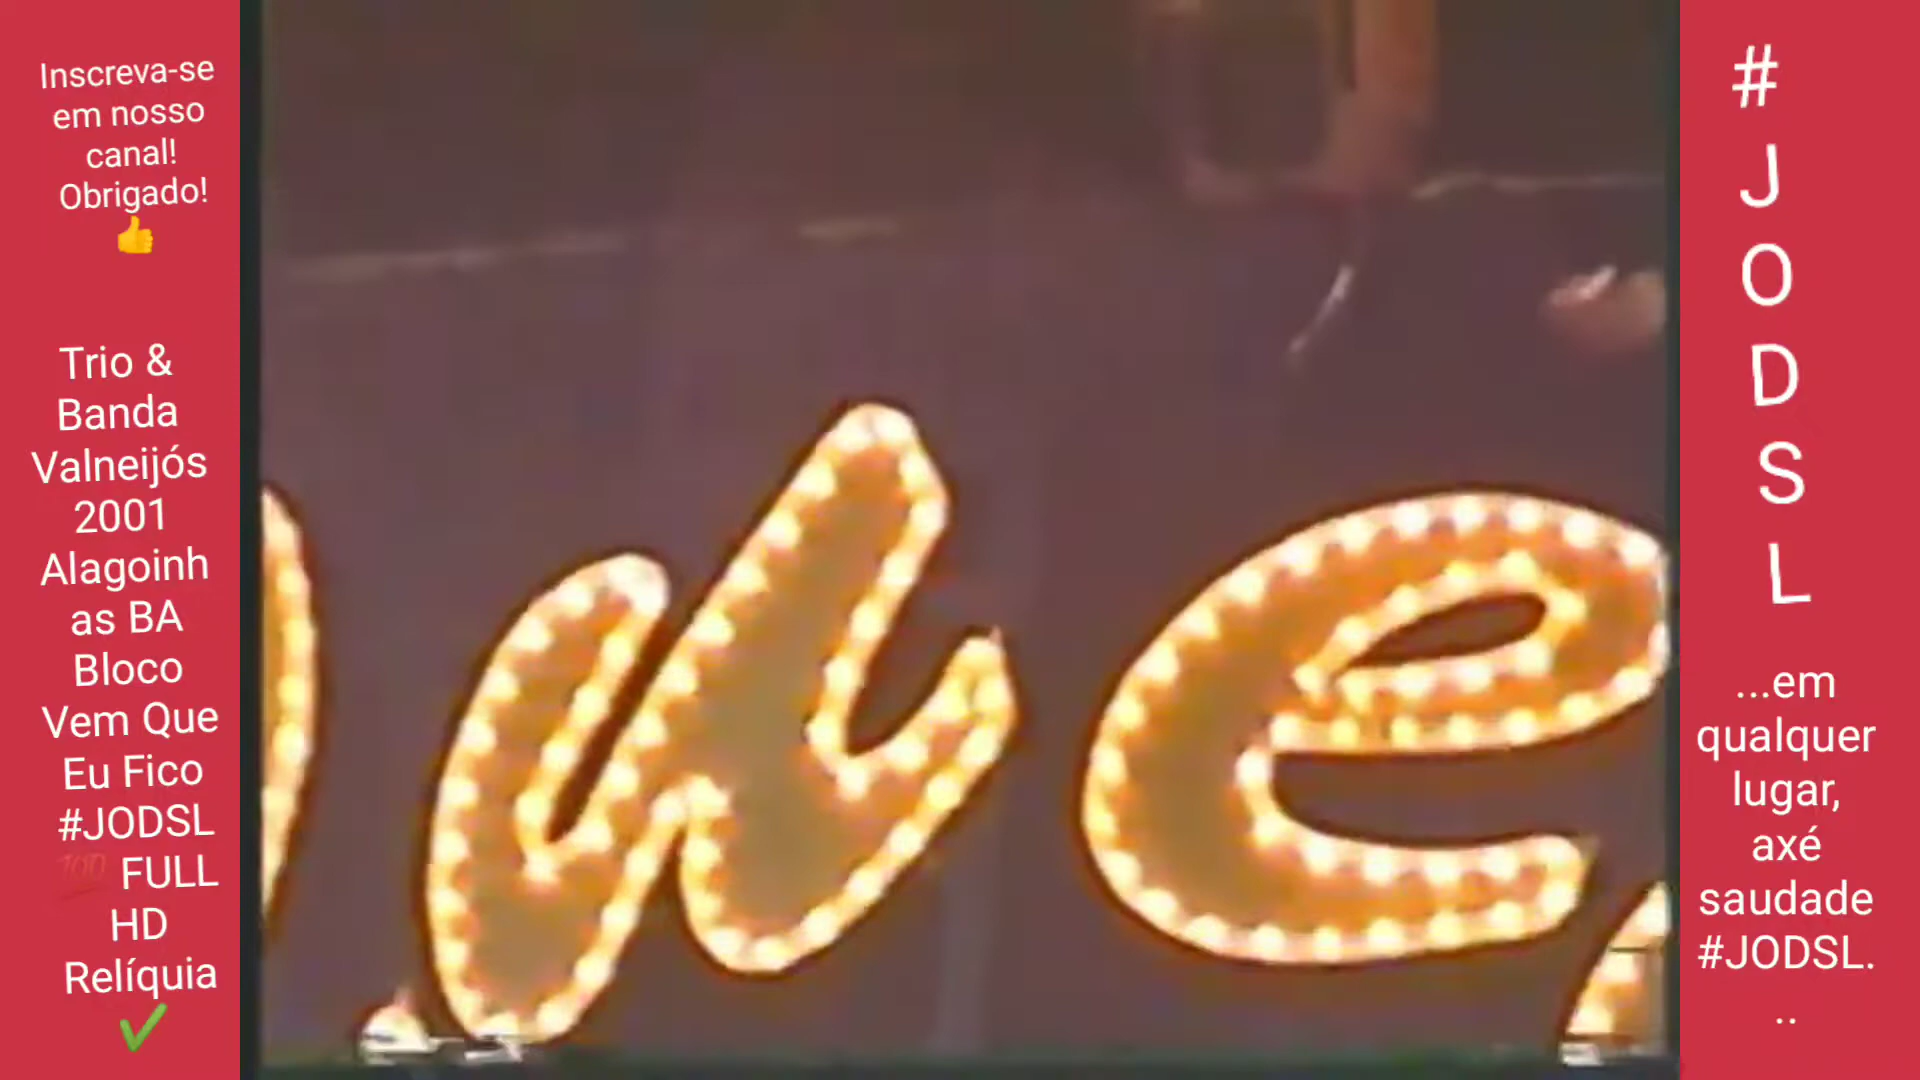 Inscreva-se
em nosso
canal!
Obrigado!
👍
Trio &
Banda
Valneijós
2001
Alagoinh
as BA
Bloco
Vem Que
Eu Fico
#JODSL
💯 FULL
HD
Relíquia
✔
ne
#
J
O
D
S
L
...em
qualquer
lugar,
axé
saudade
#JODSL.
..